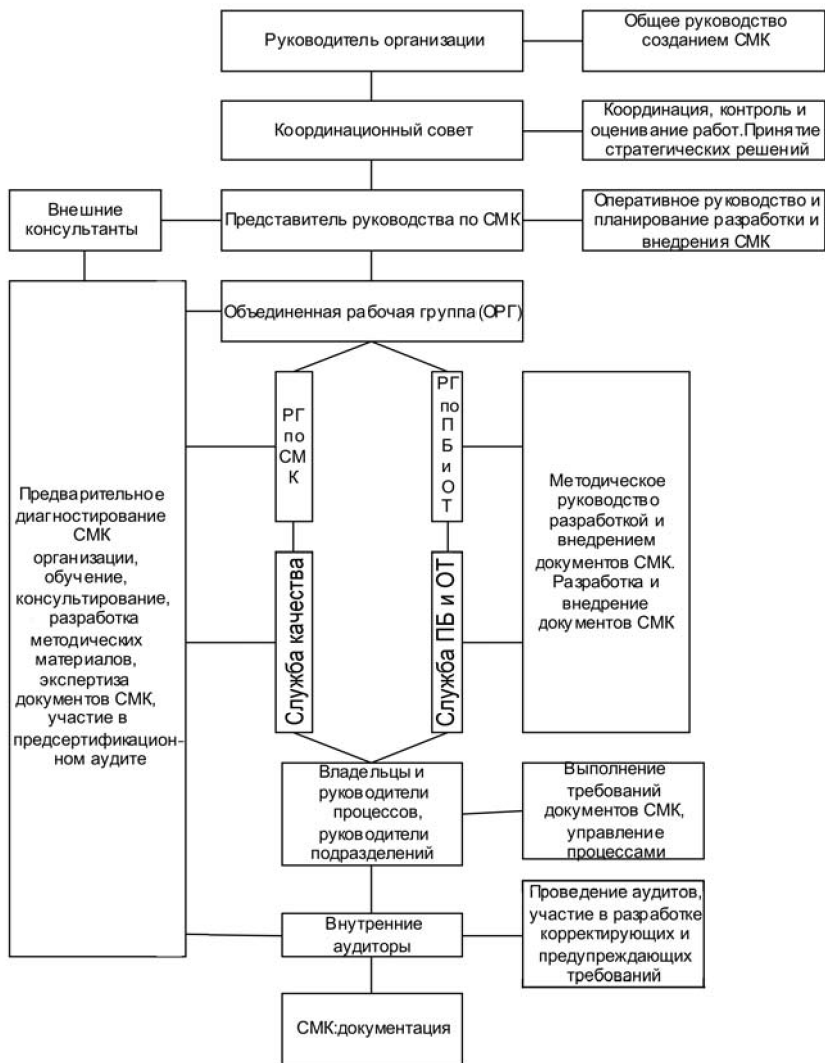 Руководитель организации
Общее руководство
созданием СМК
Координационный совет
Координация, контроль и
оценивание работ.Принятие
стратегических решений
Внешние
консультанты
Представитель руководства по СМК
Оперативное руководство и
планирование разработки и
внедрения СМК
Объединенная рабочая группа (ОРГ)
РГ
по
СМ
К
РГ
по
П
Б
и
О
Т
Предварительное
диагностирование
СМК
организации,
обучение,
консультирование,
разработка
методических
материалов,
экспертиза
документов СМК,
участие в
предсертификацион-
ном аудите
Методическое
руководство
разработкой и
внедрением
документов СМК.
Разработка и
внедрение
документов СМК
Служба качества
Служба ПБ и ОТ
Владельцы и
руководители
процессов,
руководители
подразделений
Выполнение
требований
документов СМК,
управление
процессами
Внутренние
аудиторы
Проведение аудитов,
участие в разработке
корректирующих и
предупреждающих
требований
СМК:документация